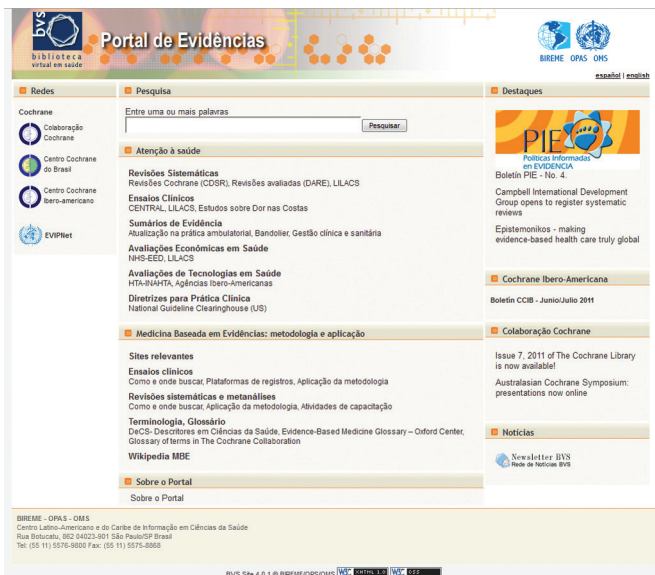 bvs
biblioteca
virtual em saúde
Portal de Evidências
BIREME OPAS OMS
español | english
Redes
Cochrane
Colaboração
Cochrane
Centro Cochrane
do Brasil
Centro Cochrane
Ibero-americano
EVIPNet
Pesquisa
Entre uma ou mais palavras
Pesquisar
Atenção à saúde
Revisões Sistemáticas
Revisões Cochrane (CDSR), Revisões avaliadas (DARE), LILACS
Ensaios Clínicos
CENTRAL, LILACS, Estudos sobre Dor nas Costas
Sumários de Evidência
Atualização na prática ambulatorial, Bandolier, Gestão clínica e sanitária
Avaliações Econômicas em Saúde
NHS-EED, LILACS
Avaliações de Tecnologias em Saúde
HTA-INAHTA, Agências Ibero-Americanas
Diretrizes para Prática Clínica
National Guideline Clearinghouse (US)
Medicina Baseada em Evidências: metodologia e aplicação
Sites relevantes
Ensaios clínicos
Como e onde buscar, Plataformas de registros, Aplicação da metodologia
Revisões sistemáticas e metanálises
Como e onde buscar, Aplicação da metodologia, Atividades de capacitação
Terminologia, Glossário
DeCS- Descritores em Ciências da Saúde, Evidence-Based Medicine Glossary – Oxford Center,
Glossary of terms in The Cochrane Collaboration
Wikipedia MBE
Sobre o Portal
Sobre o Portal
Destaques
PIE
Políticas Informadas
en EVIDENCIA
Boletín PIE - No. 4.
Campbell International Development
Group opens to register systematic
reviews
Epistemonikos - making
evidence-based health care truly global
Cochrane Ibero-Americana
Boletín CCIB - Junio/Julio 2011
Colaboração Cochrane
Issue 7, 2011 of The Cochrane Library
is now available!
Australasian Cochrane Symposium:
presentations now online
Notícias
Newsletter BVS
Rede de Notícias BVS
BIREME - OPAS - OMS
Centro Latino-Americano e do Caribe de Informação em Ciências da Saúde
Rua Botucatu, 862 04023-901 São Paulo/SP Brasil
Tel: (55 11) 5576-9800 Fax: (55 11) 5575-8868
BVS Site 4.0.1 © BIREME/OPS/OMS W3C XHTML 1.0 W3C css